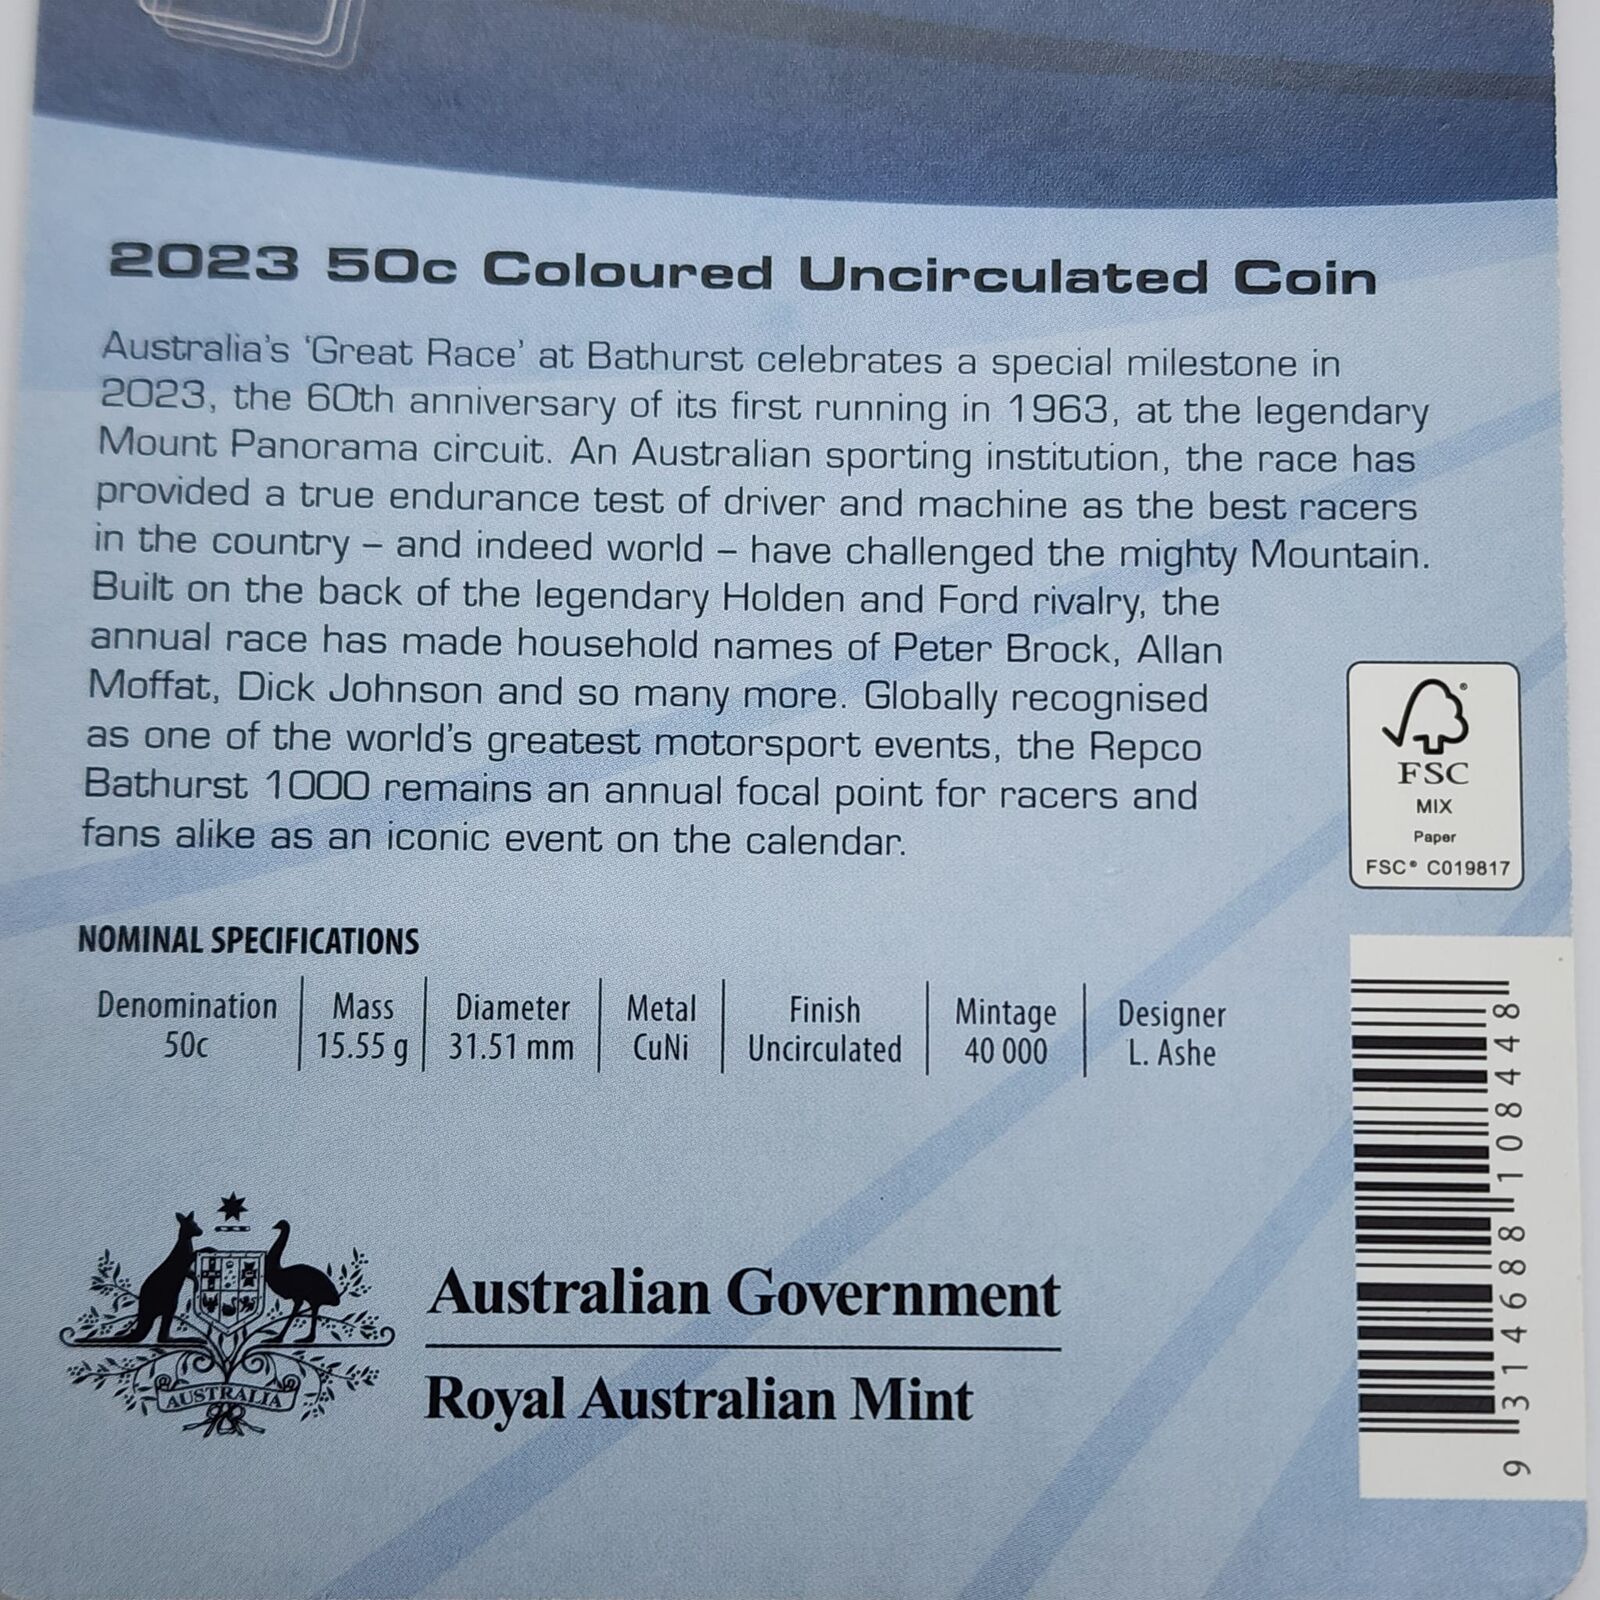 2023 50c Coloured Uncirculated Coin
Australia's 'Great Race' at Bathurst celebrates a special milestone in
2023, the 60th anniversary of its first running in 1963, at the legendary
Mount Panorama circuit. An Australian sporting institution, the race has
provided a true endurance test of driver and machine as the best racers
in the country – and indeed world – have challenged the mighty Mountain.
Built on the back of the legendary Holden and Ford rivalry, the
annual race has made household names of Peter Brock, Allan
Moffat, Dick Johnson and so many more. Globally recognised
as one of the world's greatest motorsport events, the Repco
Bathurst 1000 remains an annual focal point for racers and
fans alike as an iconic event on the calendar.
FSC
MIX
Paper
FSC® C019817
NOMINAL SPECIFICATIONS
Denomination Mass Diameter Metal Finish Mintage Designer
50c 15.55 g 31.51 mm CuNi Uncirculated 40 000 L. Ashe
AUSTRALIA
Australian Government
Royal Australian Mint
9 314688 108448